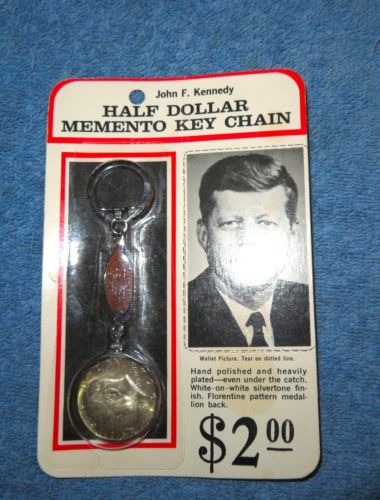 John F. Kennedy
HALF DOLLAR
MEMENTO KEY CHAIN
Wallet Picture. Tear on dotted line.
Hand polished and heavily
plated—even under the catch.
White-on-white silvertone fin-
ish. Florentine pattern medal-
lion back.
$2.00